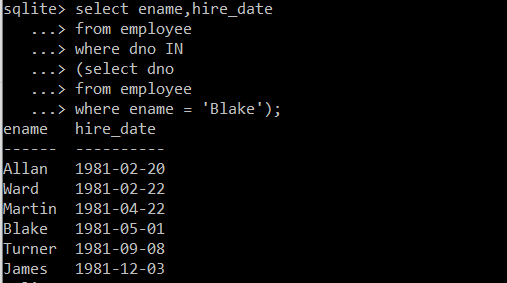 sqlite> select ename,hire_date
   ...> from employee
   ...> where dno IN
   ...> (select dno
   ...> from employee
   ...> where ename = 'Blake');
ename   hire_date
------  ----------
Allan   1981-02-20
Ward    1981-02-22
Martin  1981-04-22
Blake   1981-05-01
Turner  1981-09-08
James   1981-12-03